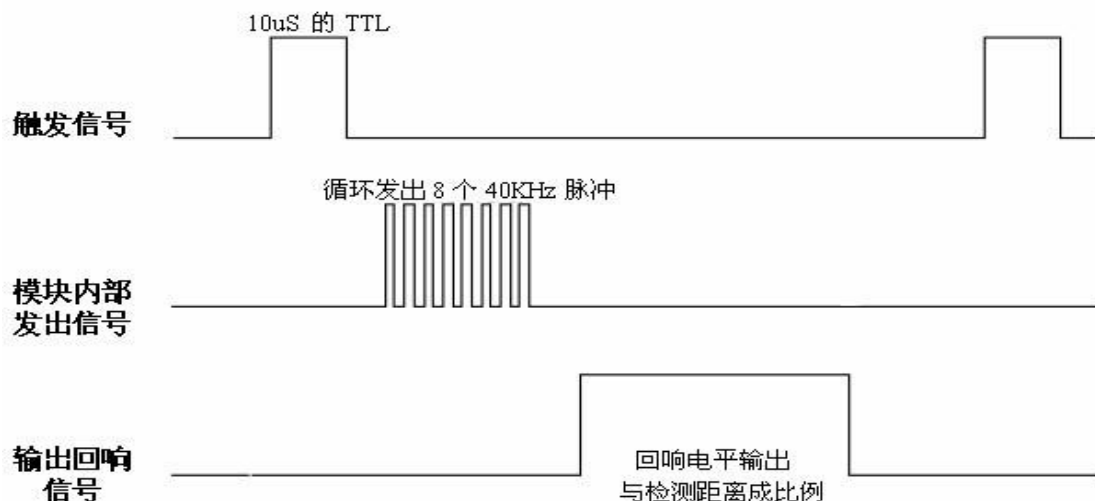 10uS 的 TTL
触发信号
循环发出 8 个 40KHz 脉冲
模块内部
发出信号
输出回响
信号
回响电平输出
与检测距离成比例